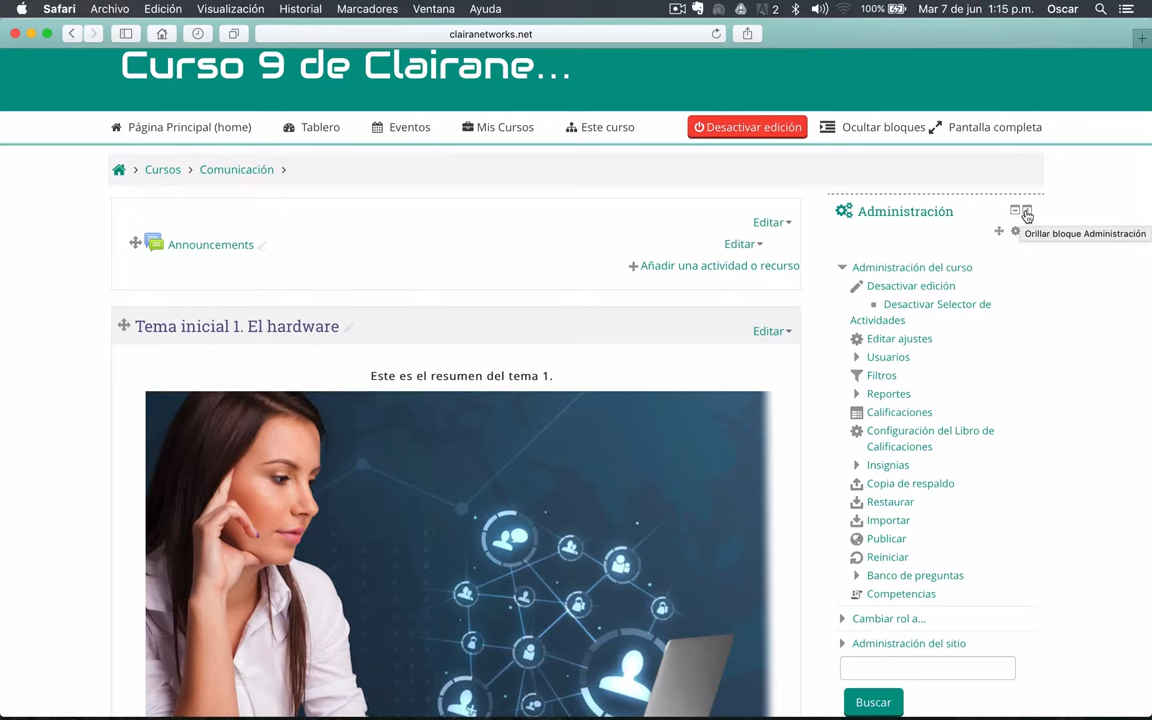 Safari Archivo Edición Visualización Historial Marcadores Ventana Ayuda 2 100% Mar 7 de jun 1:15 p.m. Oscar
clairanetworks.net
Curso 9 de Clairane...
Página Principal (home) Tablero Eventos Mis Cursos Este curso Desactivar edición Ocultar bloques Pantalla completa
Cursos Comunicación
Editar
Announcements
Editar
Añadir una actividad o recurso
Tema inicial 1. El hardware
Editar
Este es el resumen del tema 1.
Administración
Orillar bloque Administración
Administración del curso
Desactivar edición
Desactivar Selector de
Actividades
Editar ajustes
Usuarios
Filtros
Reportes
Calificaciones
Configuración del Libro de
Calificaciones
Insignias
Copia de respaldo
Restaurar
Importar
Publicar
Reiniciar
Banco de preguntas
Competencias
Cambiar rol a...
Administración del sitio
Buscar